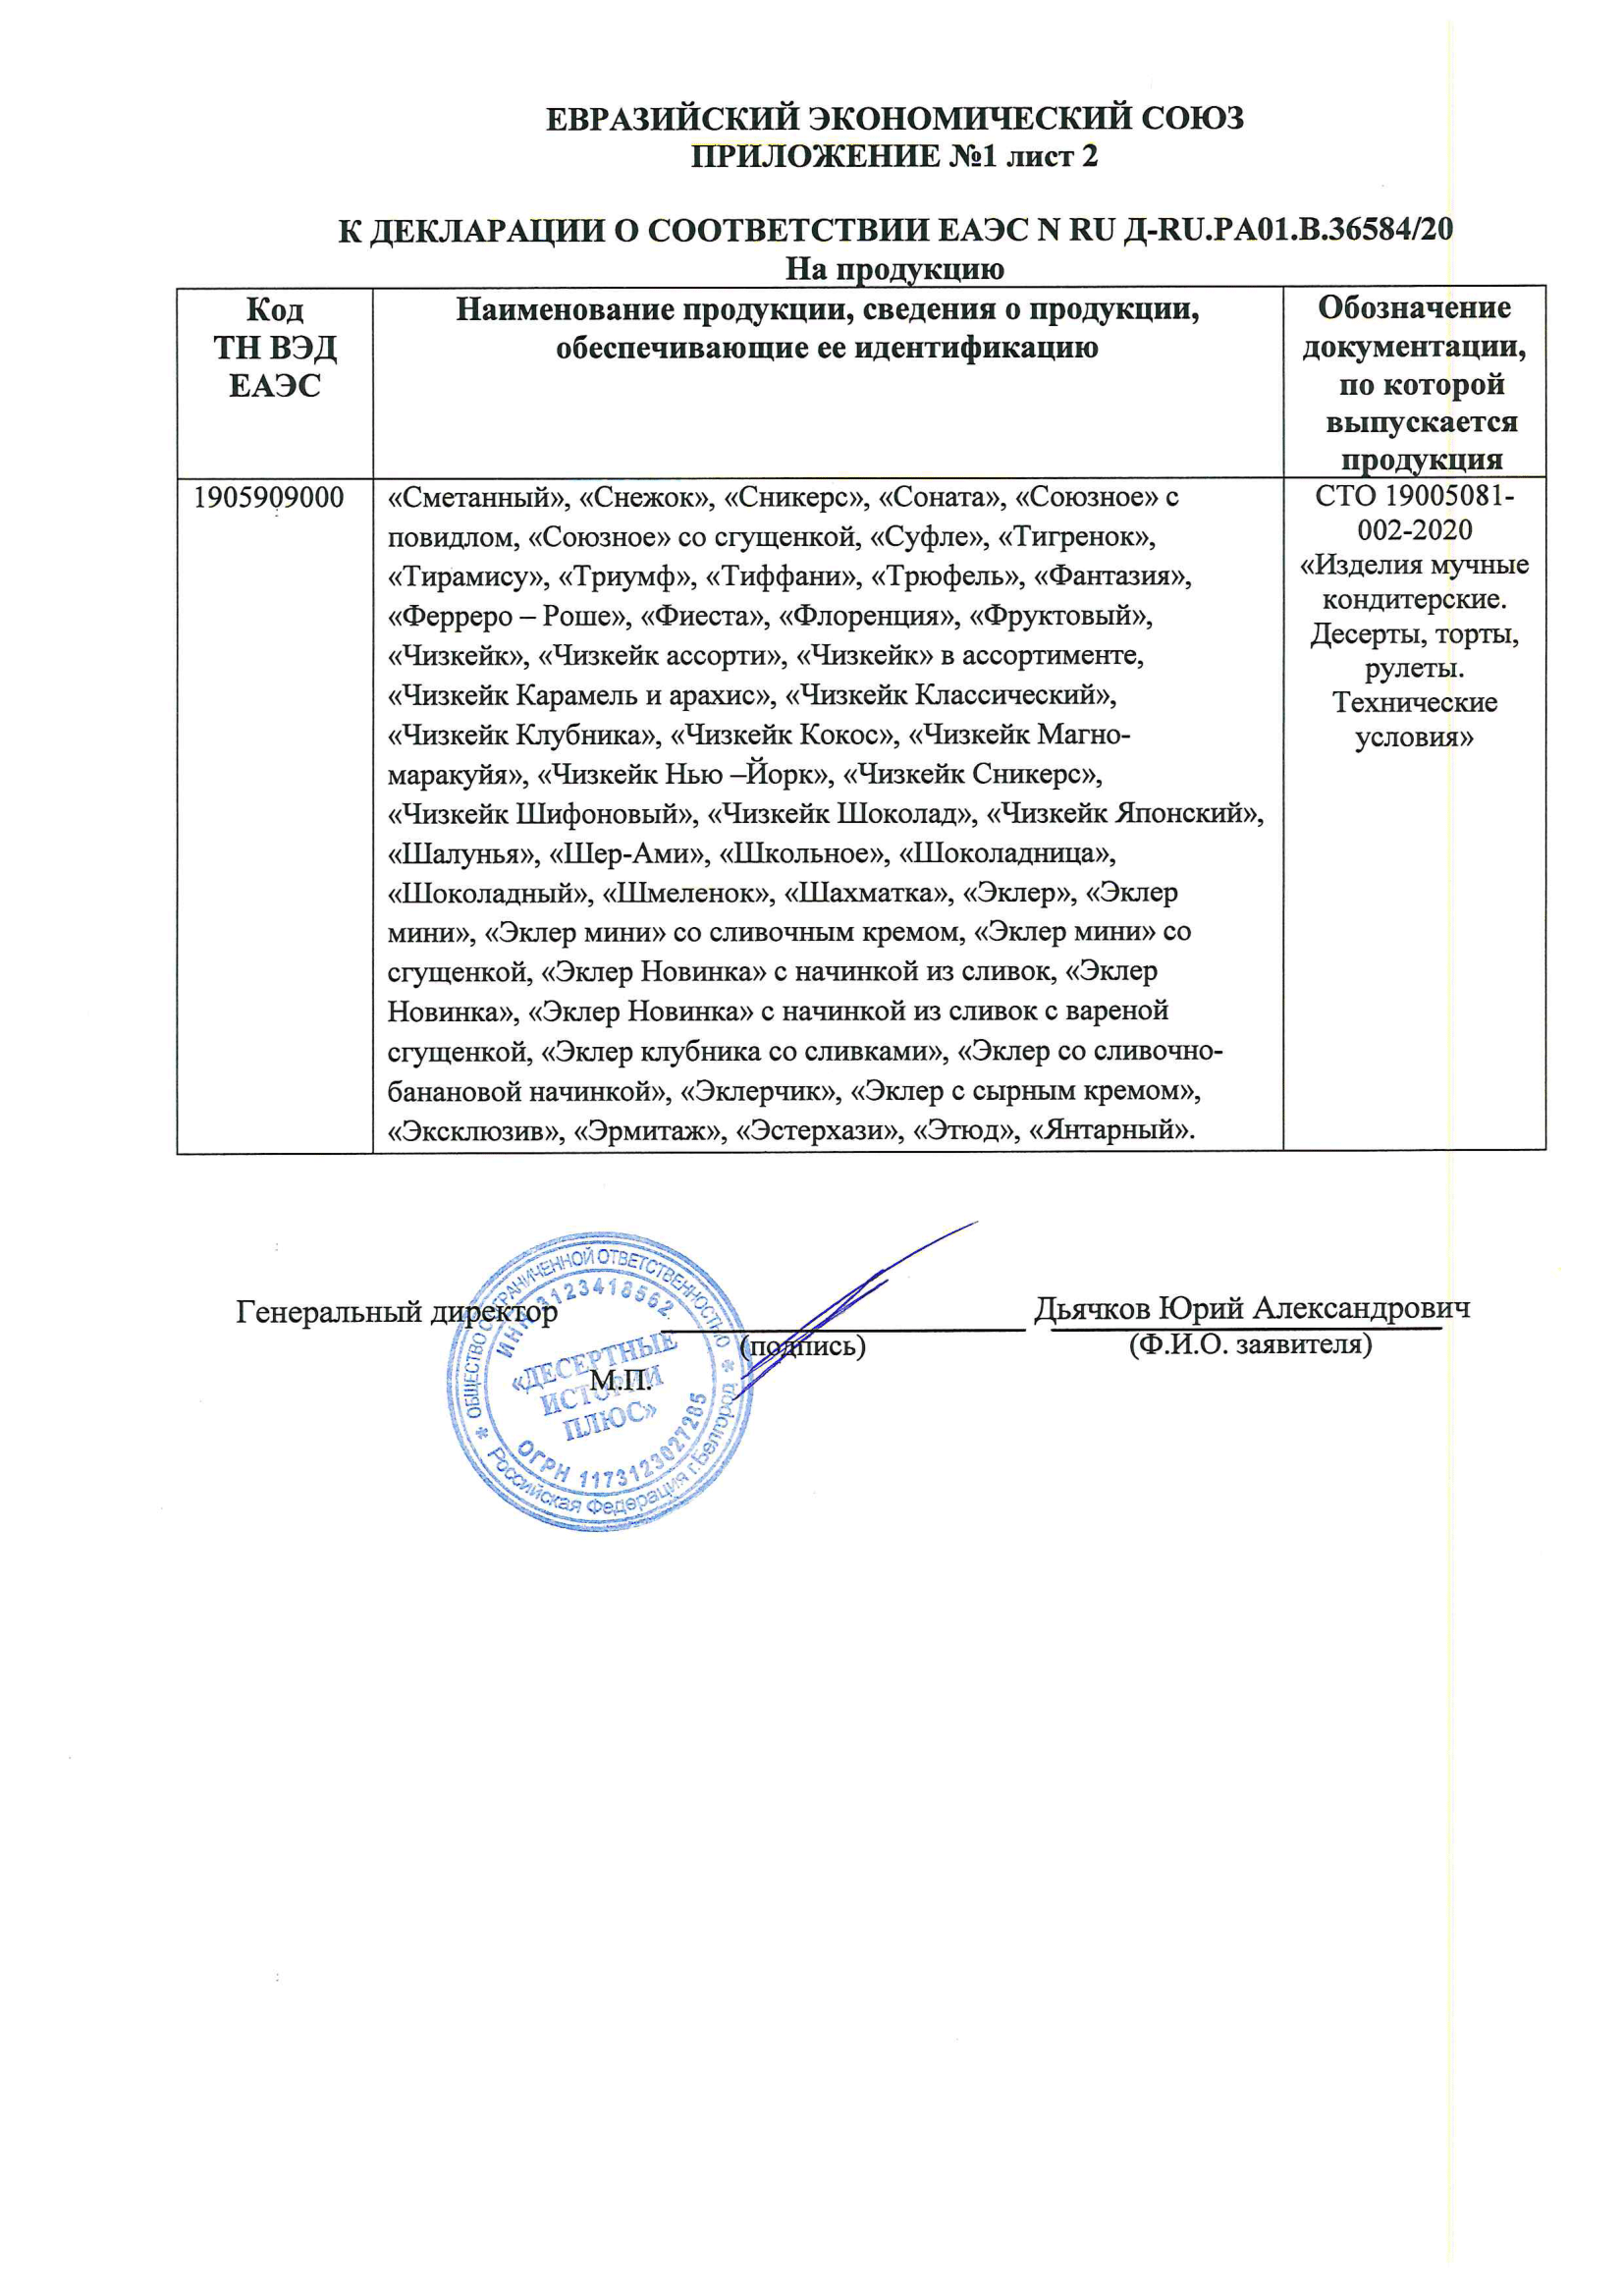 ЕВРАЗИЙСКИЙ ЭКОНОМИЧЕСКИЙ СОЮЗ
ПРИЛОЖЕНИЕ №1 лист 2
К ДЕКЛАРАЦИИ О СООТВЕТСТВИИ ЕАЭС N RU Д-RU.РА01.В.36584/20
На продукцию
Код
ТН ВЭД
ЕАЭС
Наименование продукции, сведения о продукции,
обеспечивающие ее идентификацию
Обозначение
документации,
по которой
выпускается
продукция
1905909000
«Сметанный», «Снежок», «Сникерс», «Соната», «Союзное» с
повидлом, «Союзное» со сгущенкой, «Суфле», «Тигренок»,
«Тирамису», «Триумф», «Тиффани», «Трюфель», «Фантазия»,
«Ферреро – Роше», «Фиеста», «Флоренция», «Фруктовый»,
«Чизкейк», «Чизкейк ассорти», «Чизкейк» в ассортименте,
«Чизкейк Карамель и арахис», «Чизкейк Классический»,
«Чизкейк Клубника», «Чизкейк Кокос», «Чизкейк Магно-
маракуйя», «Чизкейк Нью –Йорк», «Чизкейк Сникерс»,
«Чизкейк Шифоновый», «Чизкейк Шоколад», «Чизкейк Японский»,
«Шалунья», «Шер-Ами», «Школьное», «Шоколадница»,
«Шоколадный», «Шмеленок», «Шахматка», «Эклер», «Эклер
мини», «Эклер мини» со сливочным кремом, «Эклер мини» со
сгущенкой, «Эклер Новинка» с начинкой из сливок, «Эклер
Новинка», «Эклер Новинка» с начинкой из сливок с вареной
сгущенкой, «Эклер клубника со сливками», «Эклер со сливочно-
банановой начинкой», «Эклерчик», «Эклер с сырным кремом»,
«Эксклюзив», «Эрмитаж», «Эстерхази», «Этюд», «Янтарный».
СТО 19005081-
002-2020
«Изделия мучные
кондитерские.
Десерты, торты,
рулеты.
Технические
условия»
Генеральный директор
(подпись)
М.П.
Дьячков Юрий Александрович
(Ф.И.О. заявителя)
ОБЩЕСТВО С ОГРАНИЧЕННОЙ ОТВЕТСТВЕННОСТЬЮ
ИНН 3123418562
«ДЕСЕРТНЫЕ
ИСТОРИИ
ПЛЮС»
ОГРН 1173123027285
Российская Федерация г.Белгород